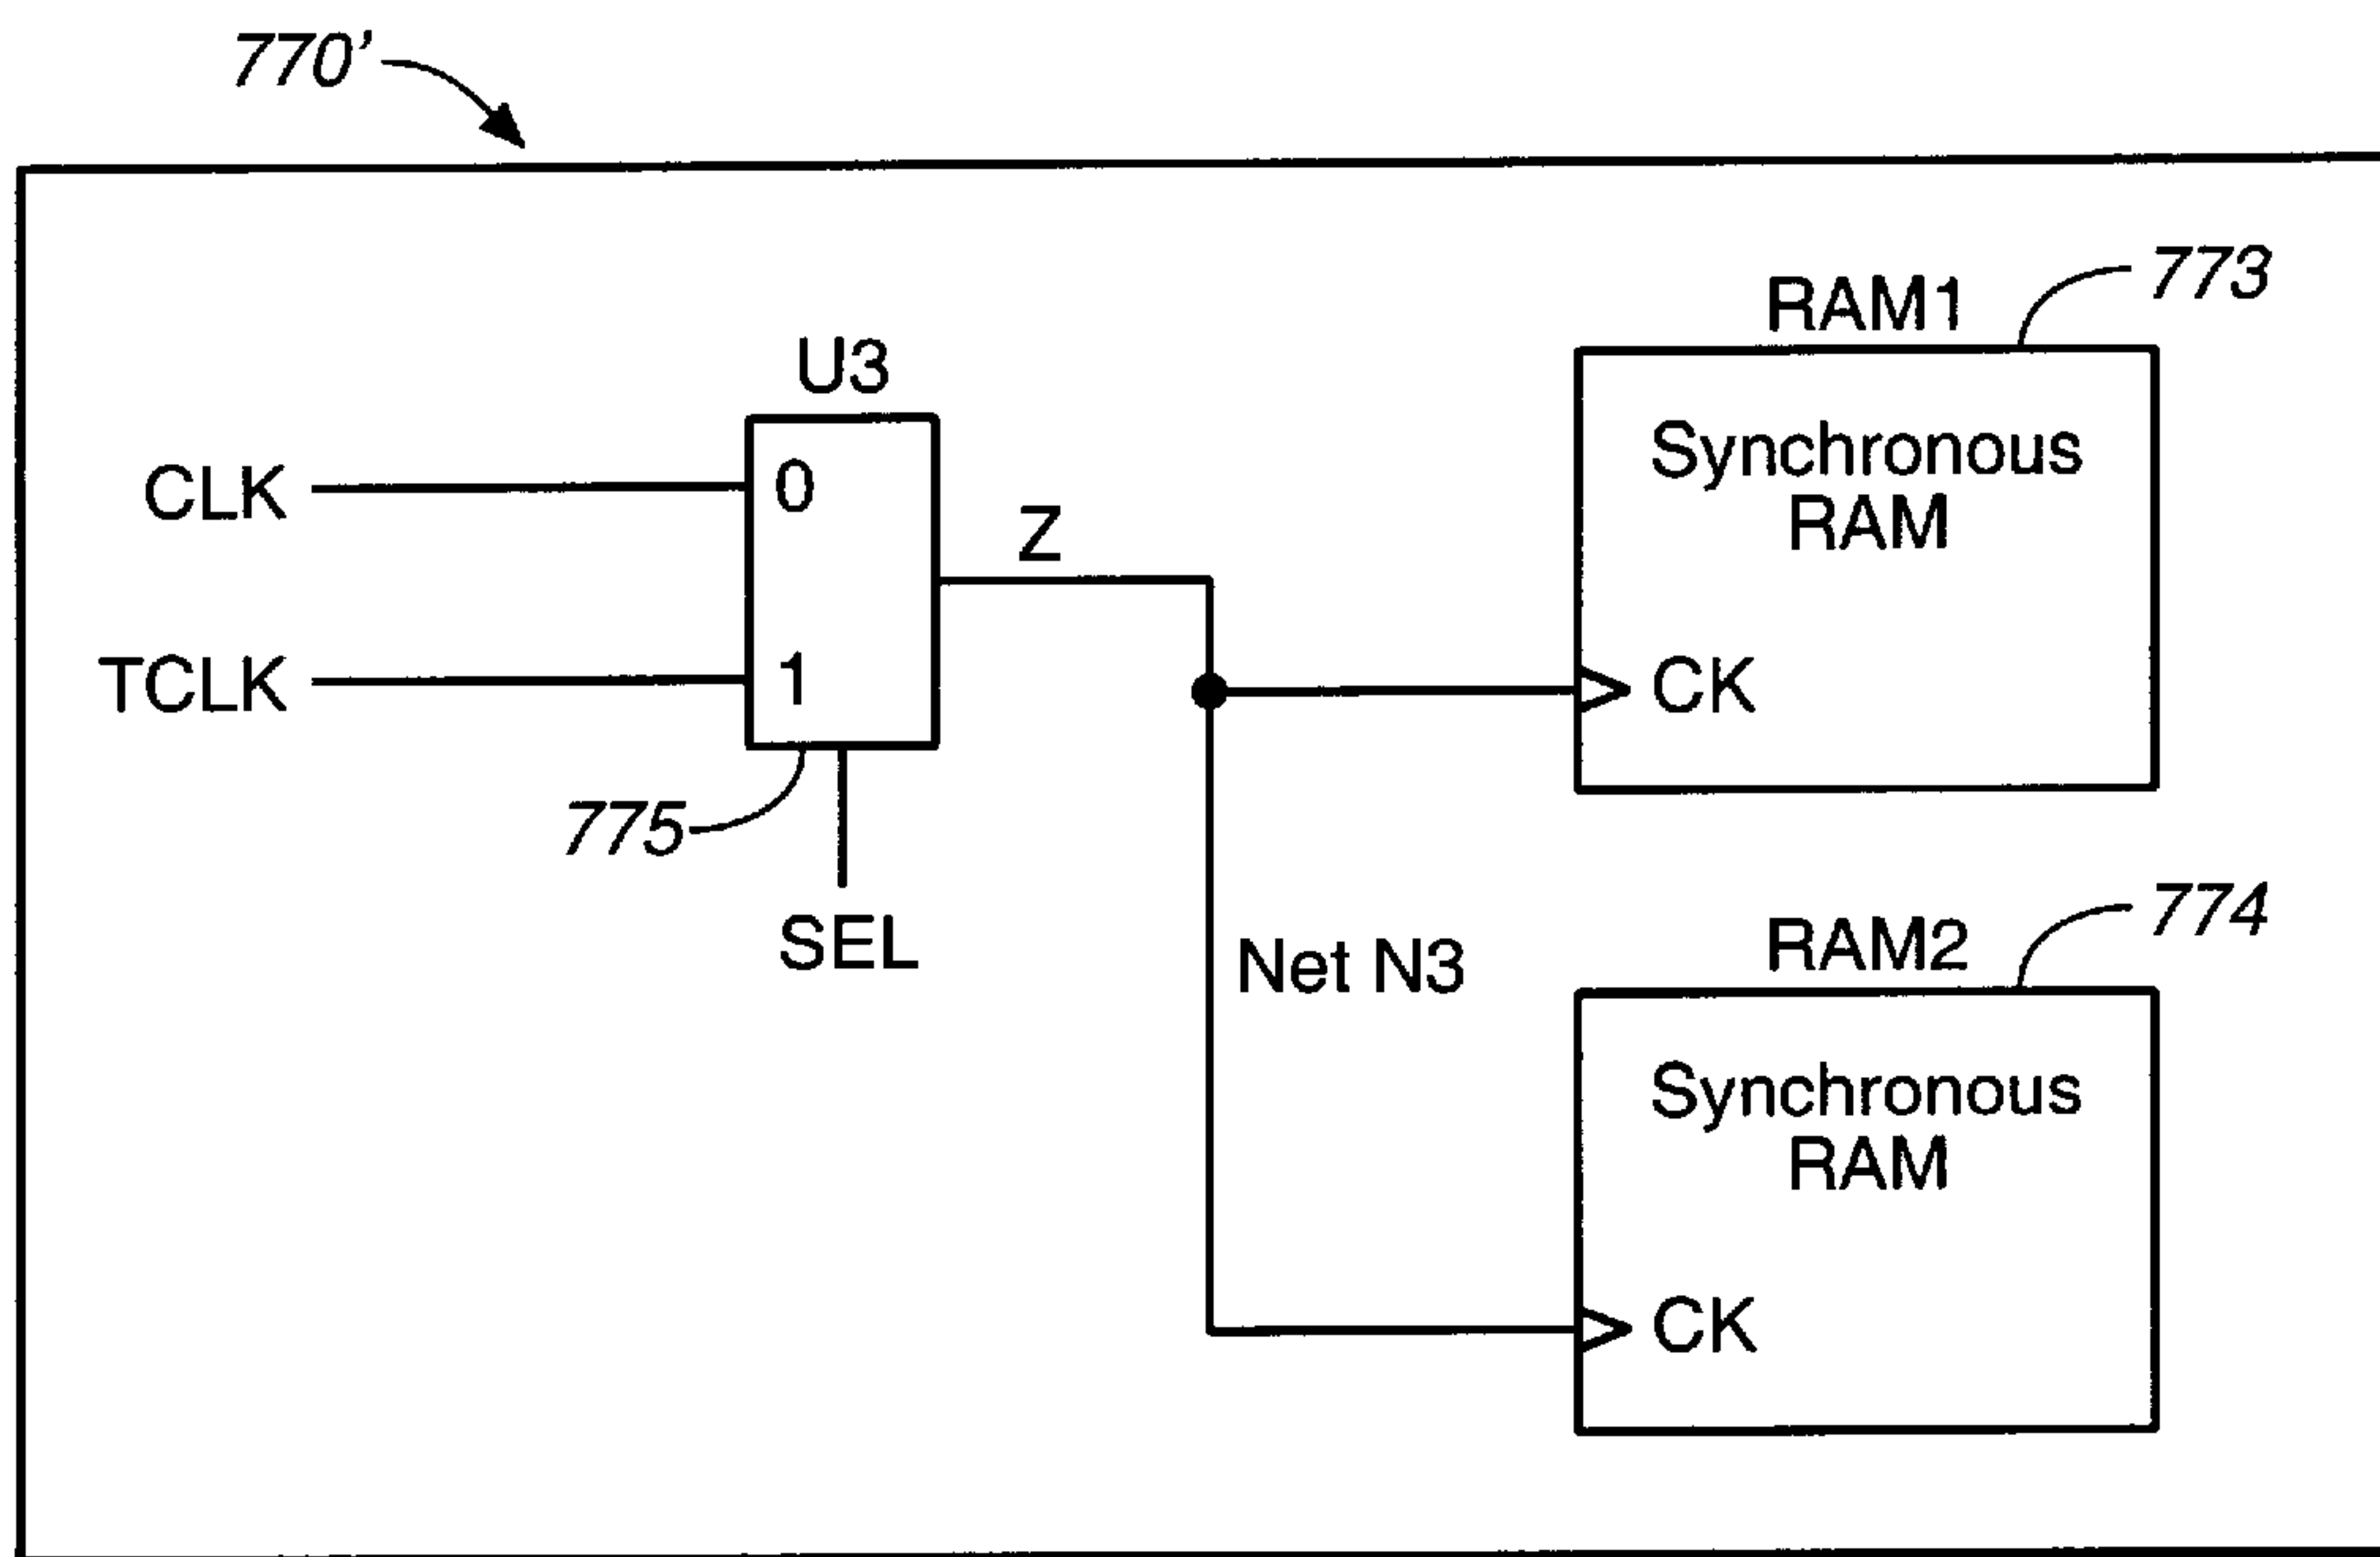 770'
773
RAM1
U3
Synchronous
RAM
CLK
0
Z
TCLK
1
CK
775
774
SEL
Net N3
RAM2
Synchronous
RAM
CK